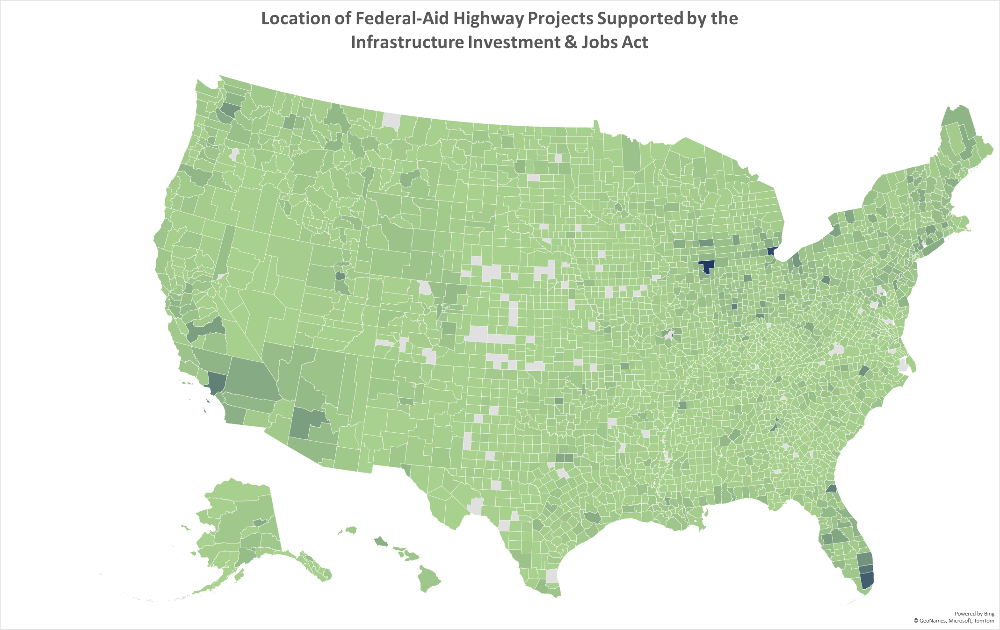 Location of Federal-Aid Highway Projects Supported by the
Infrastructure Investment & Jobs Act
Powered by Bing
© GeoNames, Microsoft, TomTom